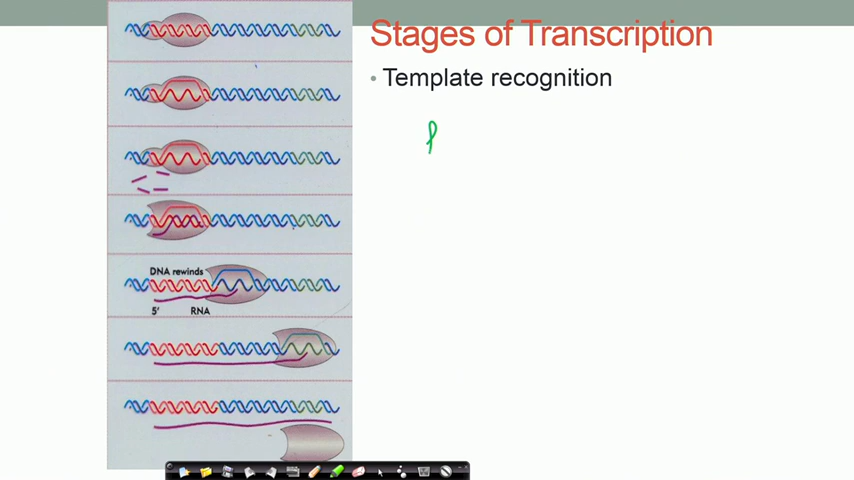 Stages of Transcription
• Template recognition
DNA rewinds
5' RNA